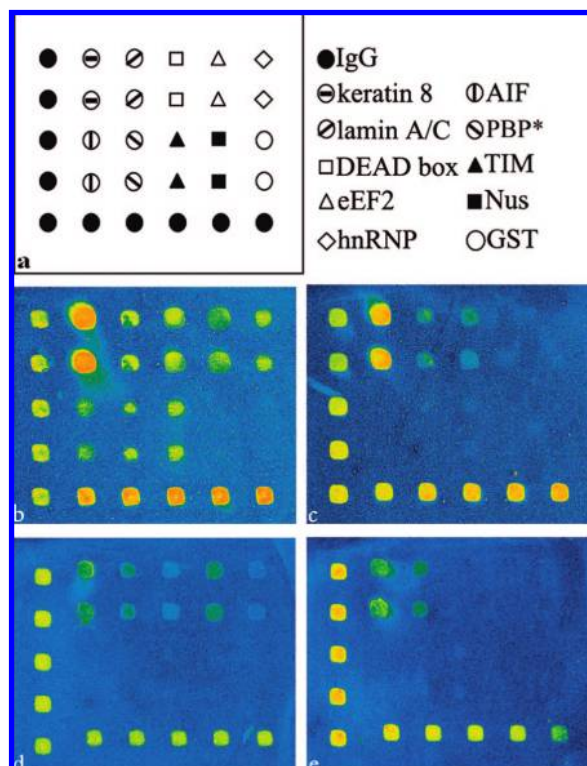 IgG
keratin 8 AIF
lamin A/C PBP*
DEAD box TIM
eEF2 Nus
hnRNP GST
a
b c
d e